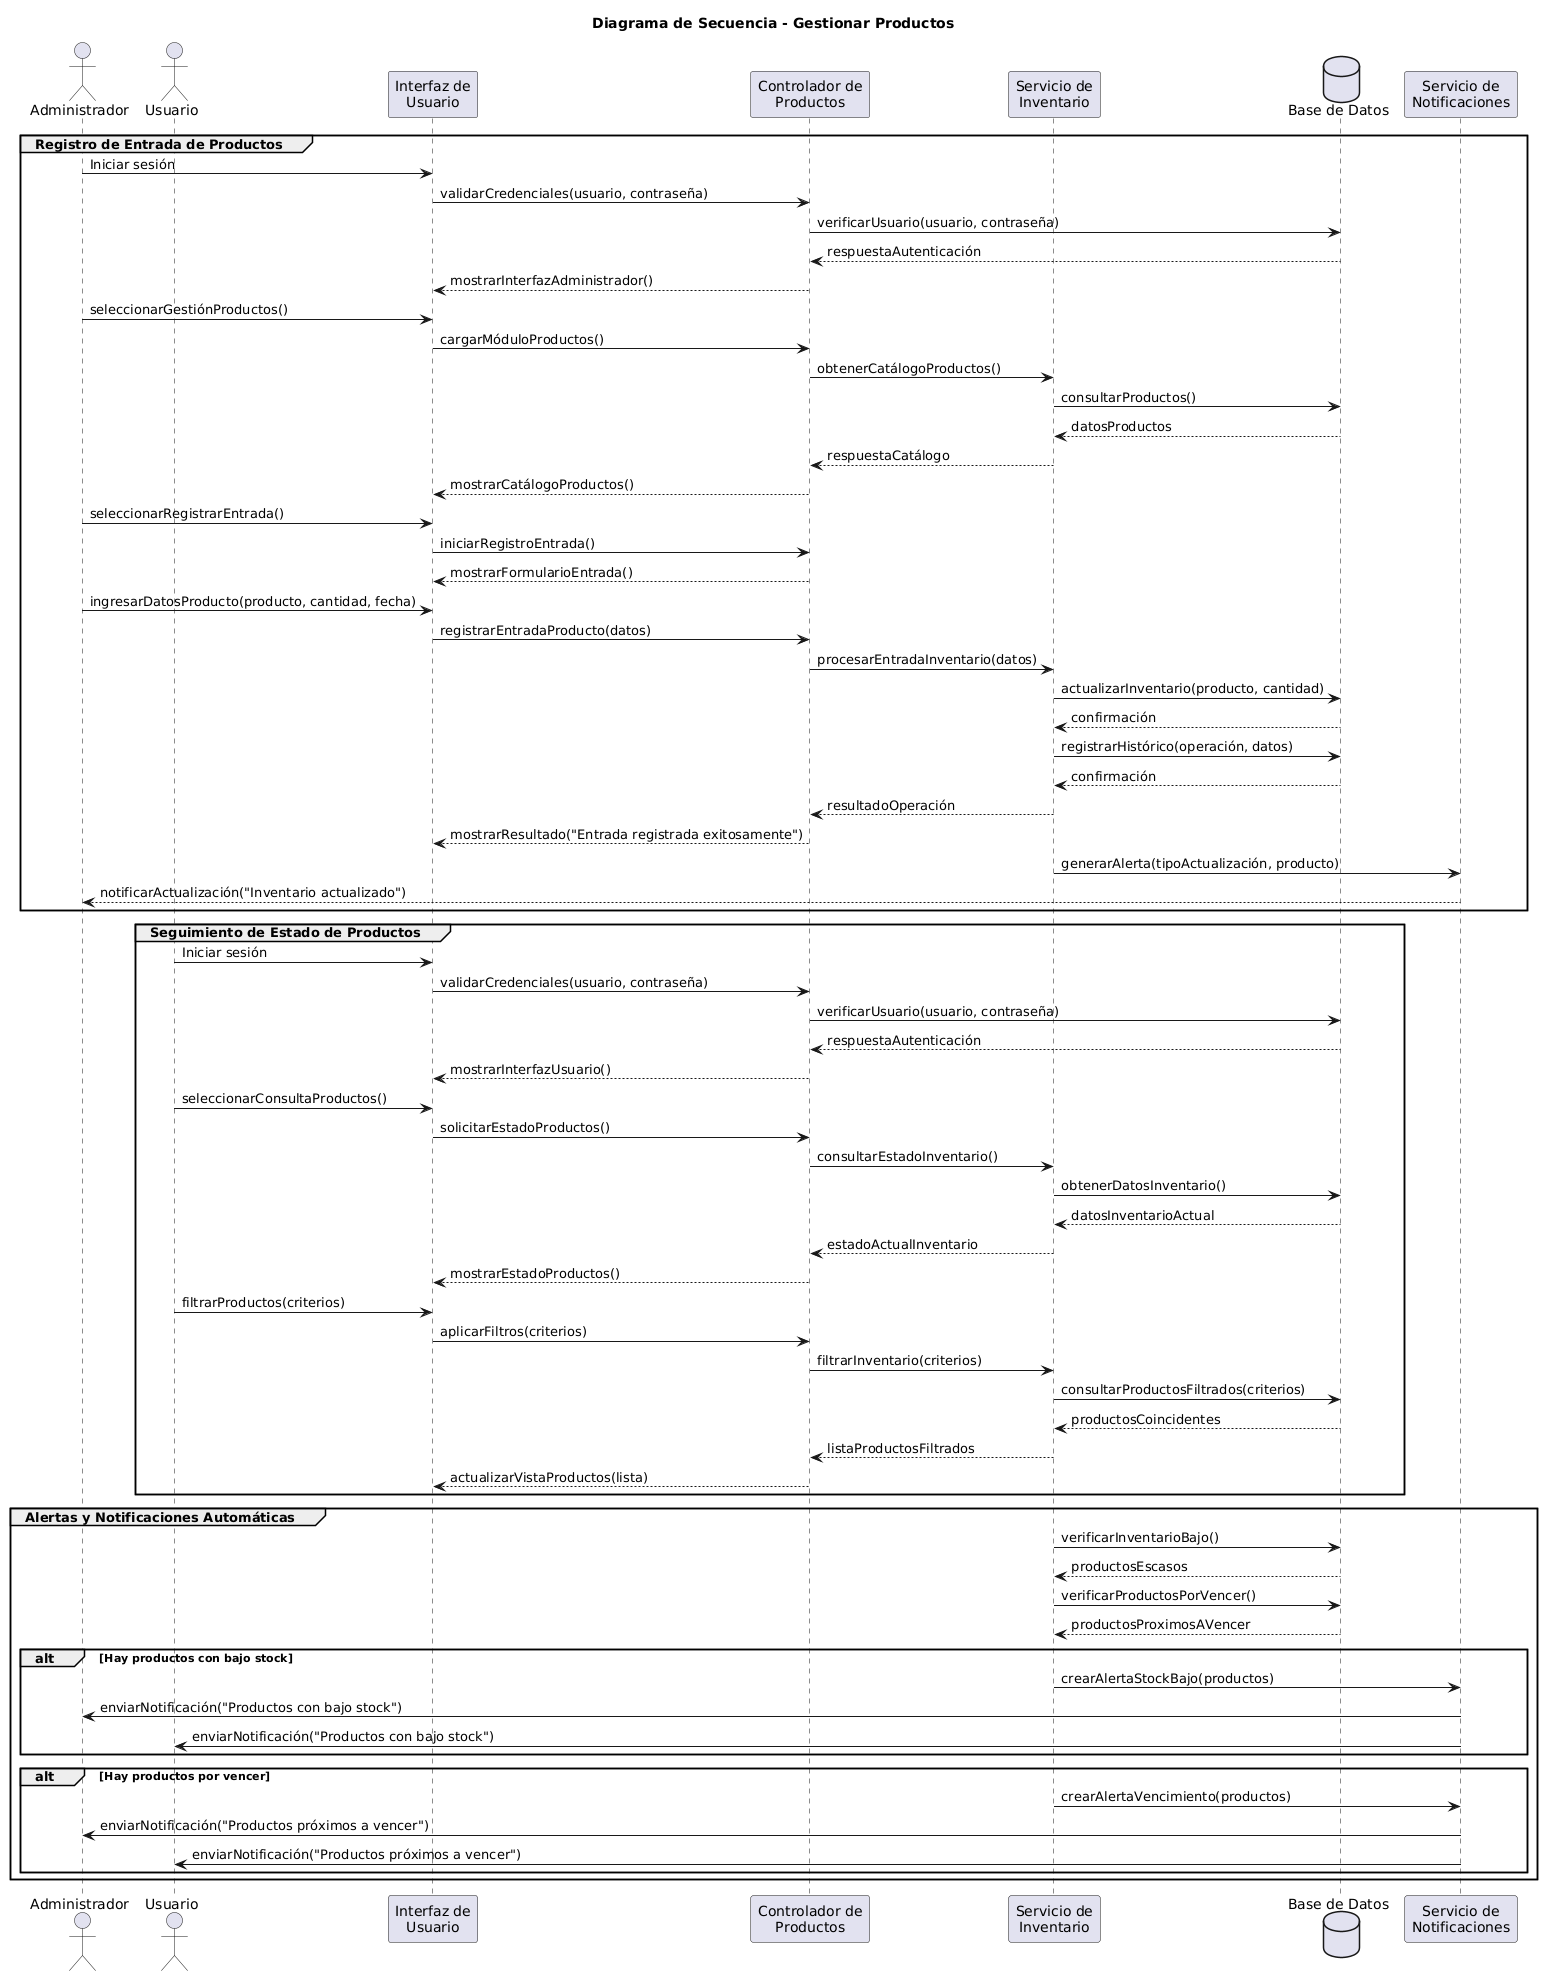 Diagrama de Secuencia - Gestionar Productos
Administrador
Usuario
Interfaz de
Usuario
Controlador de
Productos
Servicio de
Inventario
Base de Datos
Servicio de
Notificaciones
Registro de Entrada de Productos
Iniciar sesión
validarCredenciales(usuario, contraseña)
verificarUsuario(usuario, contraseña)
respuestaAutenticación
mostrarInterfazAdministrador()
seleccionarGestiónProductos()
cargarMóduloProductos()
obtenerCatálogoProductos()
consultarProductos()
datosProductos
respuestaCatálogo
mostrarCatálogoProductos()
seleccionarRegistrarEntrada()
iniciarRegistroEntrada()
mostrarFormularioEntrada()
ingresarDatosProducto(producto, cantidad, fecha)
registrarEntradaProducto(datos)
procesarEntradaInventario(datos)
actualizarInventario(producto, cantidad)
confirmación
registrarHistórico(operación, datos)
confirmación
resultadoOperación
mostrarResultado("Entrada registrada exitosamente")
generarAlerta(tipoActualización, producto)
notificarActualización("Inventario actualizado")
Seguimiento de Estado de Productos
Iniciar sesión
validarCredenciales(usuario, contraseña)
verificarUsuario(usuario, contraseña)
respuestaAutenticación
mostrarInterfazUsuario()
seleccionarConsultaProductos()
solicitarEstadoProductos()
consultarEstadoInventario()
obtenerDatosInventario()
datosInventarioActual
estadoActualInventario
mostrarEstadoProductos()
filtrarProductos(criterios)
aplicarFiltros(criterios)
filtrarInventario(criterios)
consultarProductosFiltrados(criterios)
productosCoincidentes
listaProductosFiltrados
actualizarVistaProductos(lista)
Alertas y Notificaciones Automáticas
verificarInventarioBajo()
productosEscasos
verificarProductosPorVencer()
productosProximosAVencer
alt [Hay productos con bajo stock]
crearAlertaStockBajo(productos)
enviarNotificación("Productos con bajo stock")
enviarNotificación("Productos con bajo stock")
alt [Hay productos por vencer]
crearAlertaVencimiento(productos)
enviarNotificación("Productos próximos a vencer")
enviarNotificación("Productos próximos a vencer")
Administrador
Usuario
Interfaz de
Usuario
Controlador de
Productos
Servicio de
Inventario
Base de Datos
Servicio de
Notificaciones